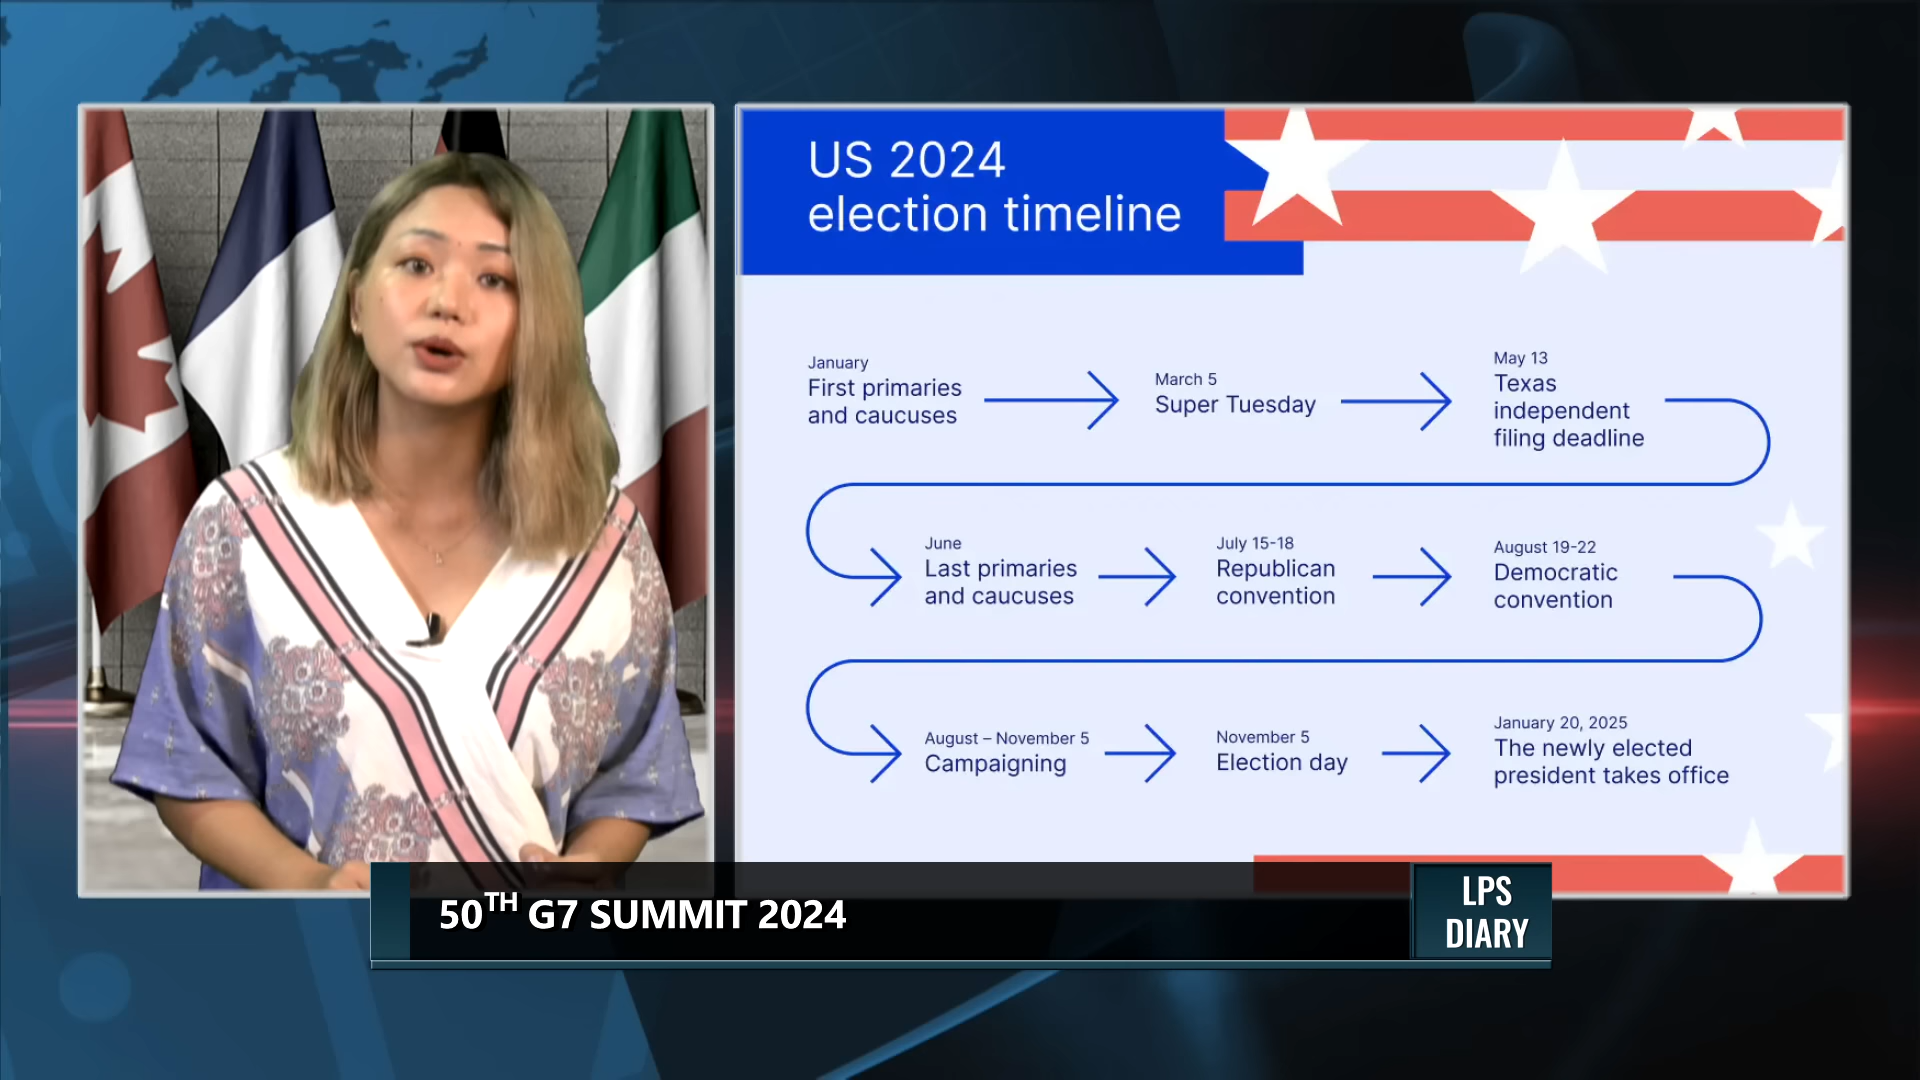 US 2024
election timeline
January
First primaries
and caucuses
March 5
Super Tuesday
May 13
Texas
independent
filing deadline
June
Last primaries
and caucuses
July 15-18
Republican
convention
August 19-22
Democratic
convention
August – November 5
Campaigning
November 5
Election day
January 20, 2025
The newly elected
president takes office
50TH G7 SUMMIT 2024
LPS
DIARY